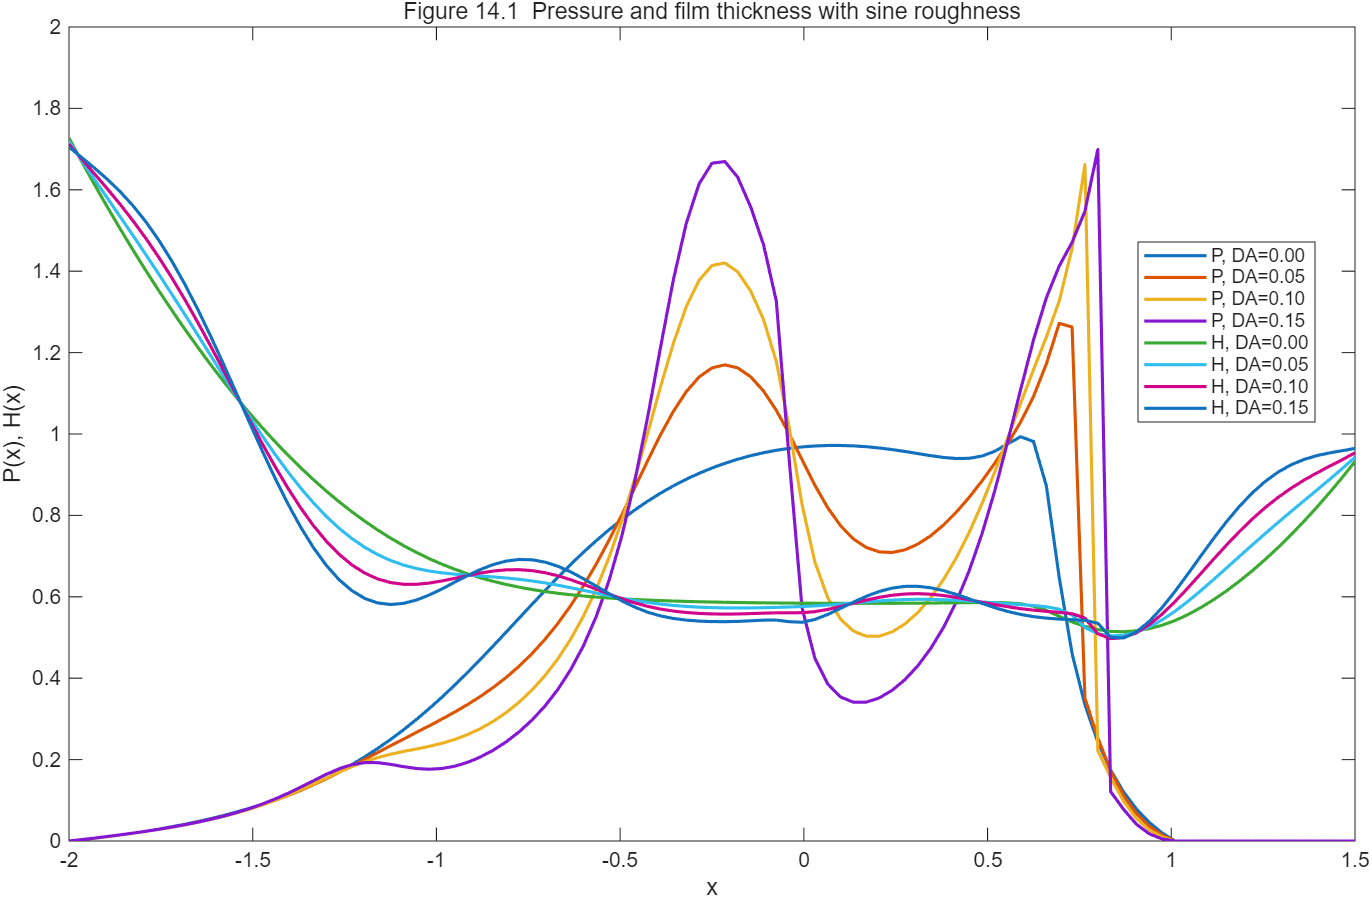 Figure 14.1  Pressure and film thickness with sine roughness
2
1.8
1.6
1.4
1.2
1
0.8
0.6
0.4
0.2
0
P(x), H(x)
P, DA=0.00
P, DA=0.05
P, DA=0.10
P, DA=0.15
H, DA=0.00
H, DA=0.05
H, DA=0.10
H, DA=0.15
-2 -1.5 -1 -0.5 0 0.5 1 1.5
x